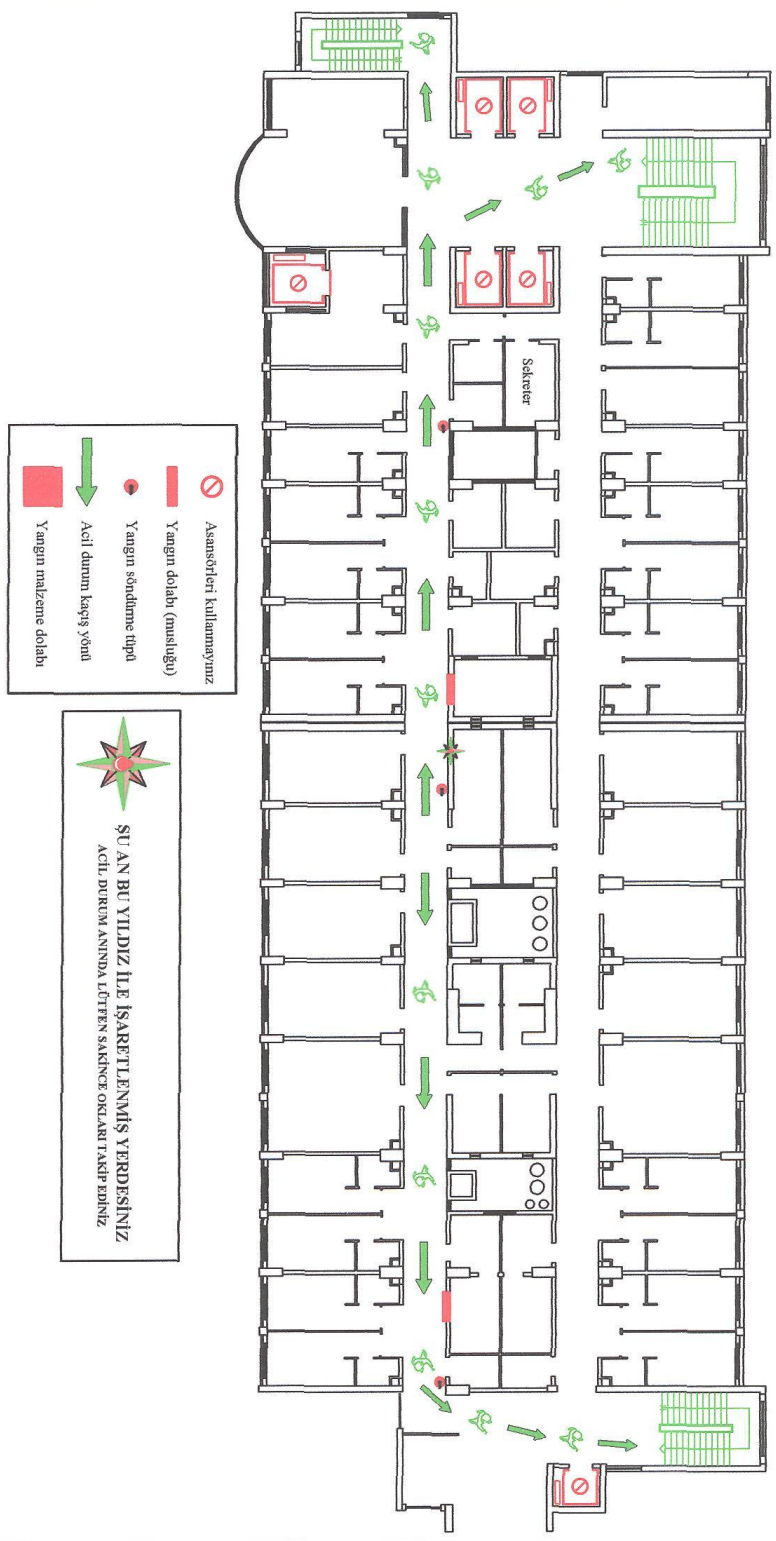 Sekreter
Asansörleri kullanmayınız
Yangın dolabı (musluğu)
Yangın söndürme tüpü
Acil durum kaçış yönü
Yangın malzeme dolabı
ŞU AN BU YILDIZ İLE İŞARETLENMİŞ YERDESİNİZ
ACİL DURUM ANINDA LÜTFEN SAKİNCE OKLARI TAKİP EDİNİZ